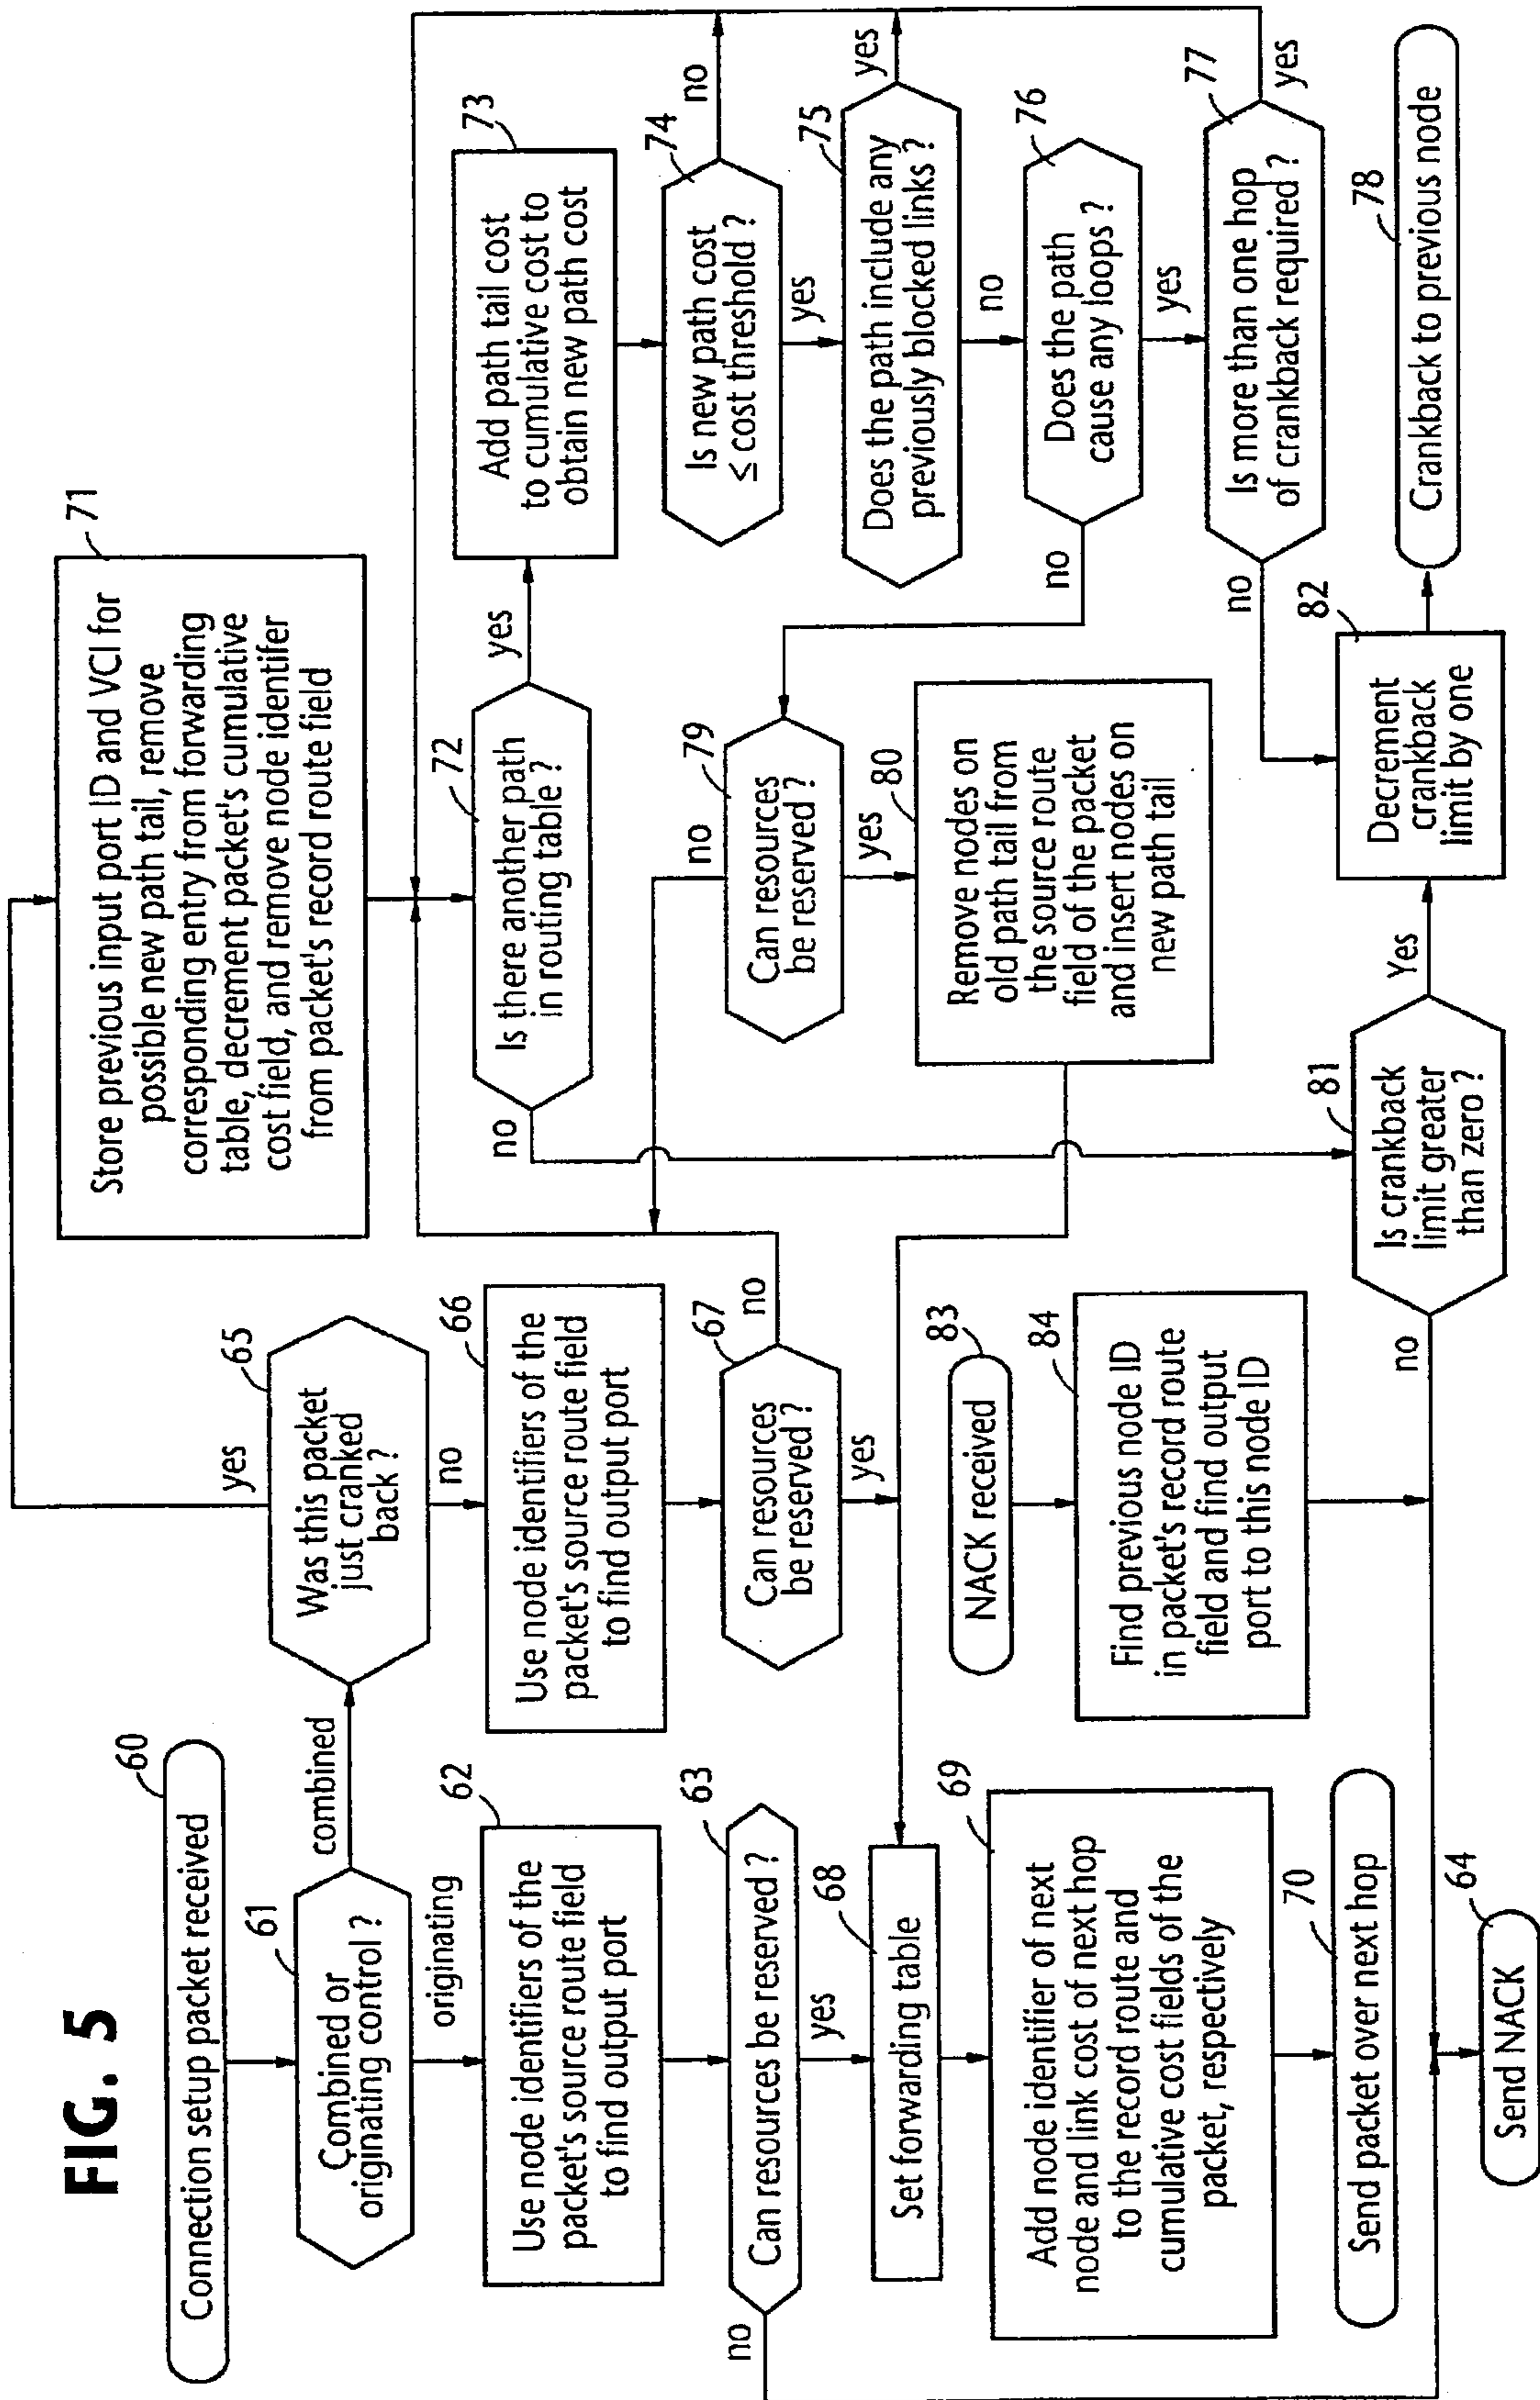 FIG. 5
60
Connection setup packet received
61
Combined or
originating control ?
combined
originating
62
Use node identifiers of the
packet's source route field
to find output port
63
Can resources be reserved ?
no
yes
68
Set forwarding table
69
Add node identifier of next
node and link cost of next hop
to the record route and
cumulative cost fields of the
packet, respectively
70
Send packet over next hop
64
Send NACK
65
Was this packet
just cranked
back ?
yes
no
66
Use node identifiers of the
packet's source route field
to find output port
67
Can resources
be reserved ?
no
yes
83
NACK received
84
Find previous node ID
in packet's record route
field and find output
port to this node ID
71
Store previous input port ID and VCI for
possible new path tail, remove
corresponding entry from forwarding
table, decrement packet's cumulative
cost field, and remove node identifer
from packet's record route field
72
Is there another path
in routing table ?
no
yes
79
Can resources
be reserved ?
no
yes
80
Remove nodes on
old path tail from
the source route
field of the packet
and insert nodes on
new path tail
81
Is crankback
limit greater
than zero ?
no
Yes
82
Decrement
crankback
limit by one
73
Add path tail cost
to cumulative cost to
obtain new path cost
74
Is new path cost
≤ cost threshold ?
no
yes
75
Does the path include any
previously blocked links ?
yes
no
76
Does the path
cause any loops ?
no
yes
77
Is more than one hop
of crankback required ?
no
yes
78
Crankback to previous node